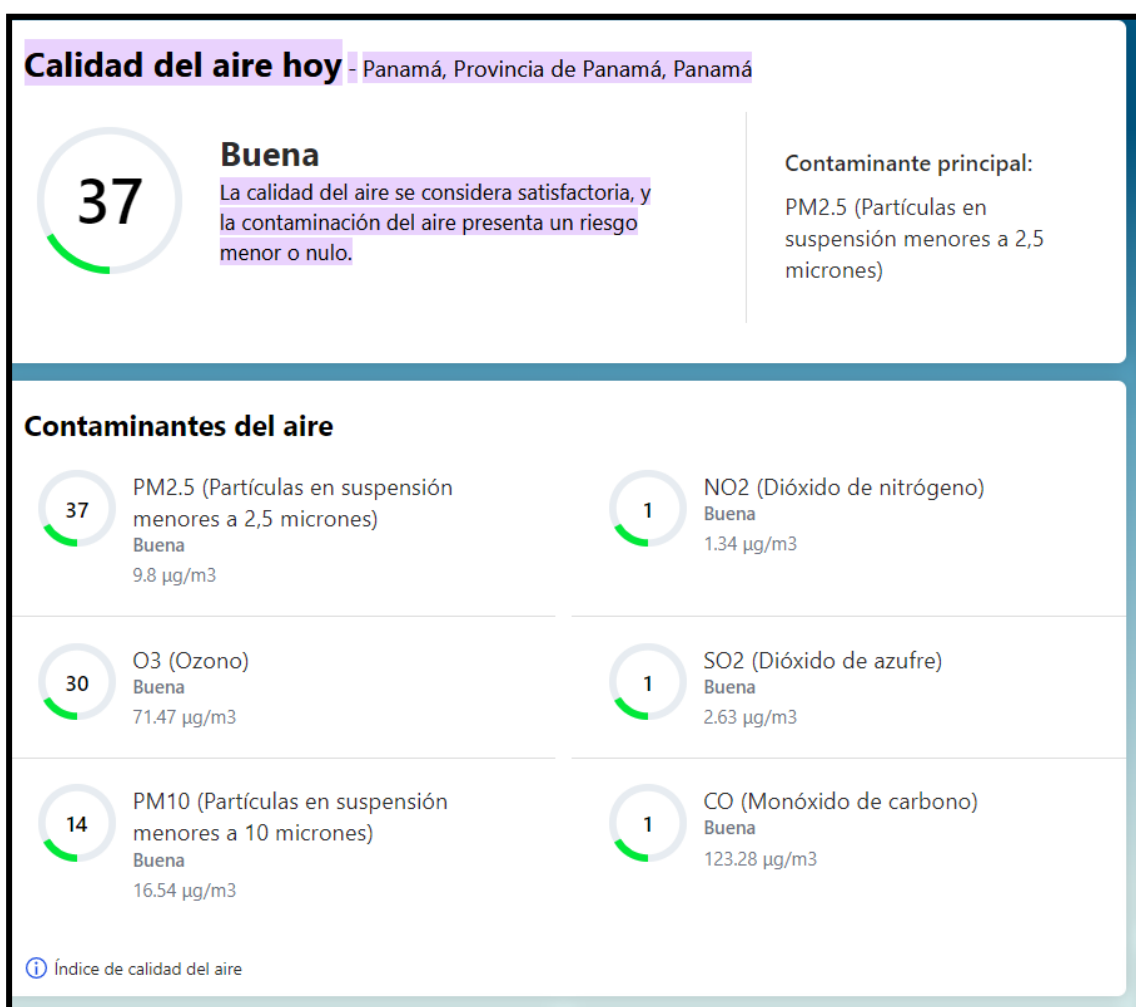 Calidad del aire hoy - Panamá, Provincia de Panamá, Panamá
37
Buena
La calidad del aire se considera satisfactoria, y
la contaminación del aire presenta un riesgo
menor o nulo.
Contaminante principal:
PM2.5 (Partículas en
suspensión menores a 2,5
micrones)
Contaminantes del aire
37
PM2.5 (Partículas en suspensión
menores a 2,5 micrones)
Buena
9.8 µg/m3
1
NO2 (Dióxido de nitrógeno)
Buena
1.34 µg/m3
30
O3 (Ozono)
Buena
71.47 µg/m3
1
SO2 (Dióxido de azufre)
Buena
2.63 µg/m3
14
PM10 (Partículas en suspensión
menores a 10 micrones)
Buena
16.54 µg/m3
1
CO (Monóxido de carbono)
Buena
123.28 µg/m3
Índice de calidad del aire